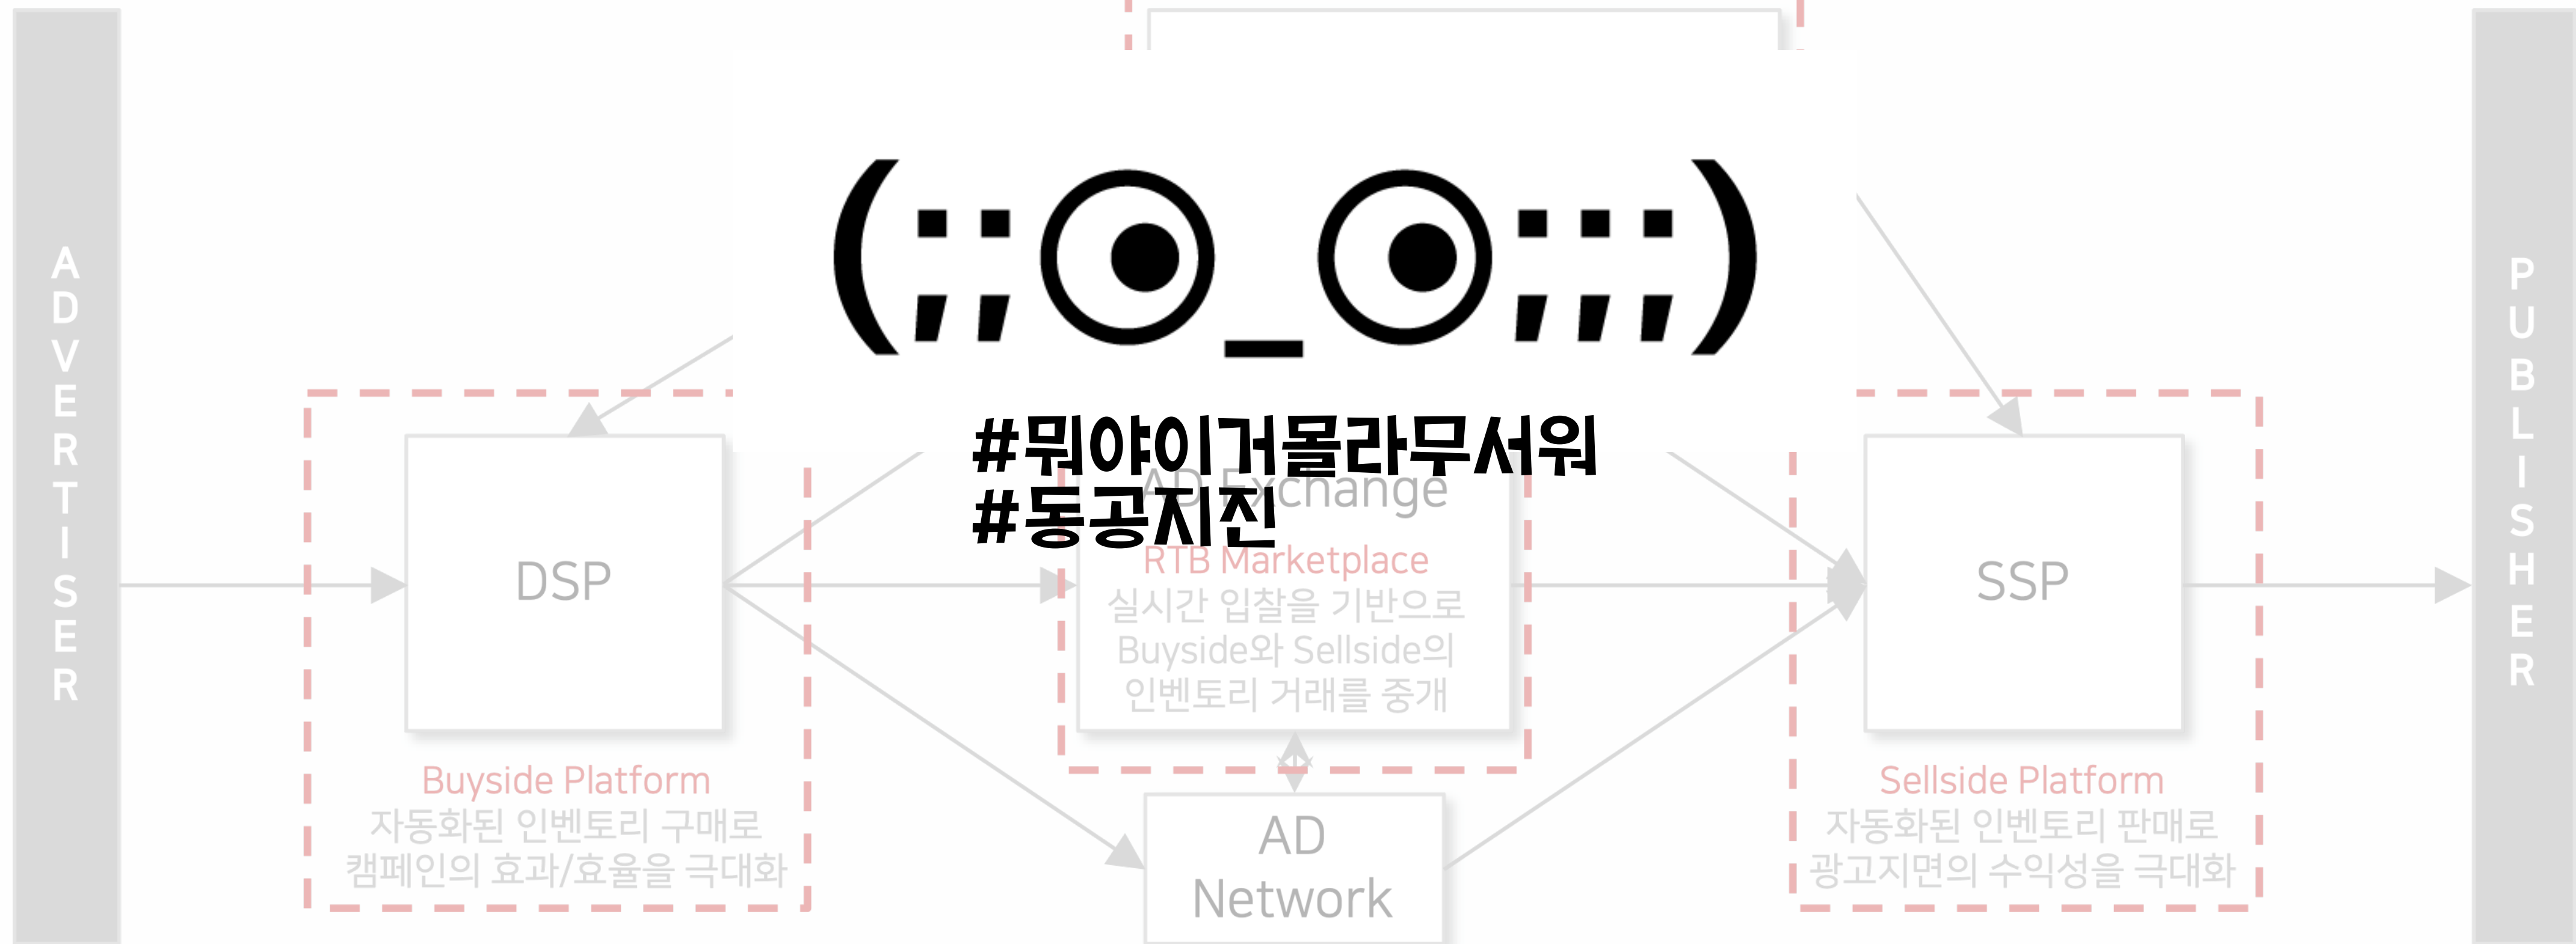 ADVERTISER
(;;⊙_⊙;;;)
#뭐야이거몰라무서워
#동공지진
DSP
Buyside Platform
자동화된 인벤토리 구매로
캠페인의 효과/효율을 극대화
AD Exchange
RTB Marketplace
실시간 입찰을 기반으로
Buyside와 Sellside의
인벤토리 거래를 중개
AD
Network
SSP
Sellside Platform
자동화된 인벤토리 판매로
광고지면의 수익성을 극대화
PUBLISHER